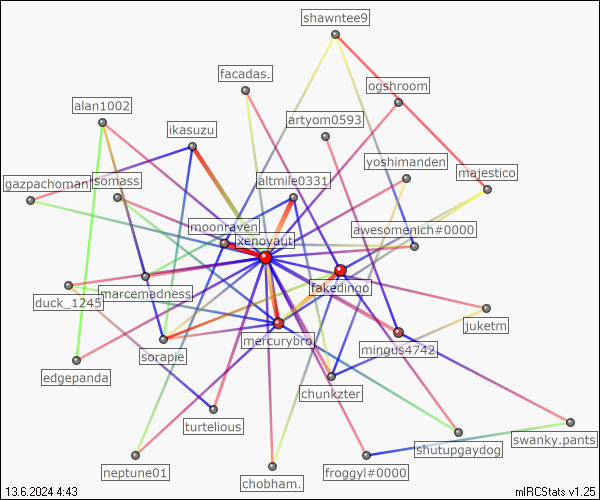 shawntee9
facadas.
ogshroom
alan1002
artyom0593
ikasuzu
yoshimanden
majestico
gazpachoman
somass
altmile0331
moonraven
awesomenich#0000
xenoyaut
fakedingo
marcemadness
duck_1245
juketm
mercurybro
mingus4742
sorapie
edgepanda
chunkzter
turtelious
swanky.pants
shutupgaydog
neptune01
froggyl#0000
chobham.
13.6.2024 4:43
mIRCStats v1.25